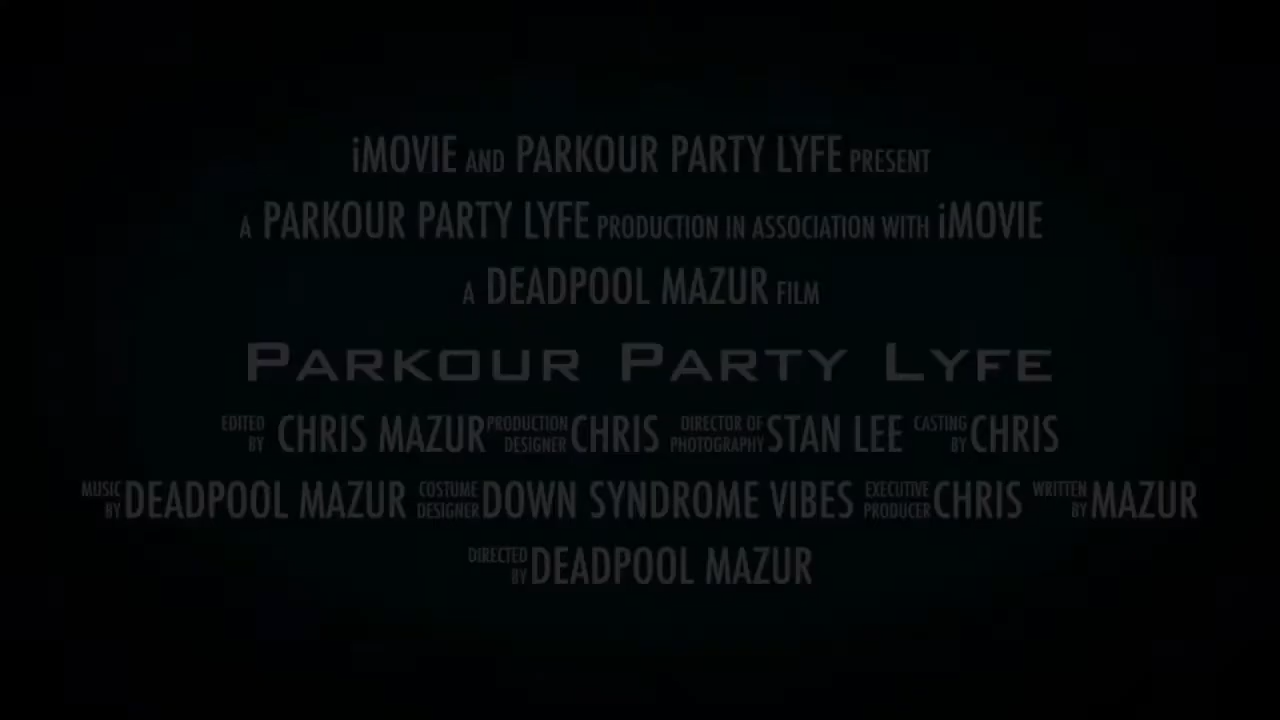 iMOVIE AND PARKOUR PARTY LYFE PRESENT
A PARKOUR PARTY LYFE PRODUCTION IN ASSOCIATION WITH iMOVIE
A DEADPOOL MAZUR FILM
PARKOUR PARTY LYFE
EDITED BY CHRIS MAZUR PRODUCTION DESIGNER CHRIS DIRECTOR OF PHOTOGRAPHY STAN LEE CASTING BY CHRIS
MUSIC BY DEADPOOL MAZUR COSTUME DESIGNER DOWN SYNDROME VIBES EXECUTIVE PRODUCER CHRIS WRITTEN BY MAZUR
DIRECTED BY DEADPOOL MAZUR